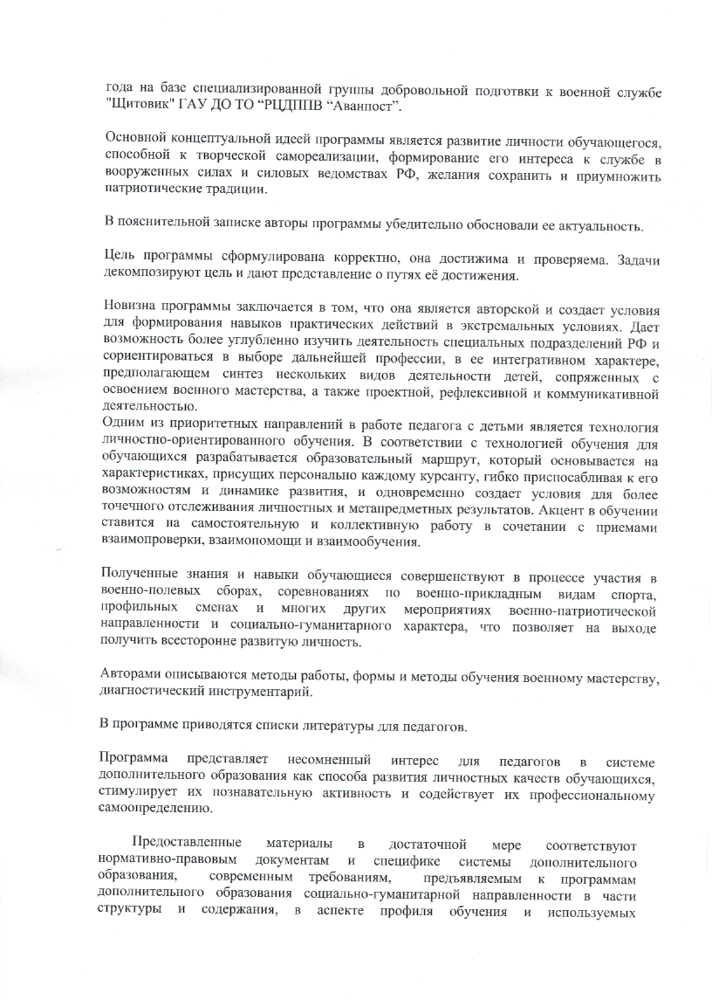 года на базе специализированной группы добровольной подготвки к военной службе
"Щитовик" ГАУ ДО ТО “РЦДППВ “Аванпост”.
Основной концептуальной идеей программы является развитие личности обучающегося,
способной к творческой самореализации, формирование его интереса к службе в
вооруженных силах и силовых ведомствах РФ, желания сохранить и приумножить
патриотические традиции.
В пояснительной записке авторы программы убедительно обосновали ее актуальность.
Цель программы сформулирована корректно, она достижима и проверяема. Задачи
декомпозируют цель и дают представление о путях её достижения.
Новизна программы заключается в том, что она является авторской и создает условия
для формирования навыков практических действий в экстремальных условиях. Дает
возможность более углубленно изучить деятельность специальных подразделений РФ и
сориентироваться в выборе дальнейшей профессии, в ее интегративном характере,
предполагающем синтез нескольких видов деятельности детей, сопряженных с
освоением военного мастерства, а также проектной, рефлексивной и коммуникативной
деятельностью.
Одним из приоритетных направлений в работе педагога с детьми является технология
личностно-ориентированного обучения. В соответствии с технологией обучения для
обучающихся разрабатывается образовательный маршрут, который основывается на
характеристиках, присущих персонально каждому курсанту, гибко приспосабливая к его
возможностям и динамике развития, и одновременно создает условия для более
точечного отслеживания личностных и метапредметных результатов. Акцент в обучении
ставится на самостоятельную и коллективную работу в сочетании с приемами
взаимопроверки, взаимопомощи и взаимообучения.
Полученные знания и навыки обучающиеся совершенствуют в процессе участия в
военно-полевых сборах, соревнованиях по военно-прикладным видам спорта,
профильных сменах и многих других мероприятиях военно-патриотической
направленности и социально-гуманитарного характера, что позволяет на выходе
получить всесторонне развитую личность.
Авторами описываются методы работы, формы и методы обучения военному мастерству,
диагностический инструментарий.
В программе приводятся списки литературы для педагогов.
Программа представляет несомненный интерес для педагогов в системе
дополнительного образования как способа развития личностных качеств обучающихся,
стимулирует их познавательную активность и содействует их профессиональному
самоопределению.
Предоставленные материалы в достаточной мере соответствуют
нормативно-правовым документам и специфике системы дополнительного
образования, современным требованиям, предъявляемым к программам
дополнительного образования социально-гуманитарной направленности в части
структуры и содержания, в аспекте профиля обучения и используемых